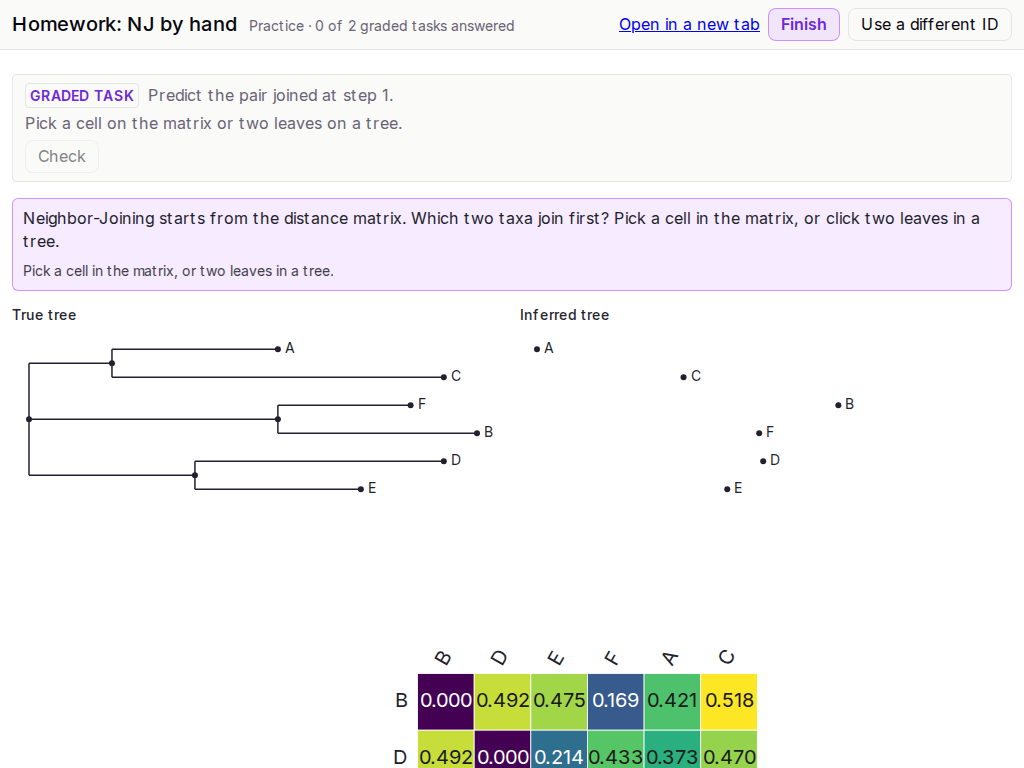 Homework: NJ by hand
Practice · 0 of 2 graded tasks answered
Open in a new tab
Finish
Use a different ID
GRADED TASK Predict the pair joined at step 1.
Pick a cell on the matrix or two leaves on a tree.
Check
Neighbor-Joining starts from the distance matrix. Which two taxa join first? Pick a cell in the matrix, or click two leaves in a
tree.
Pick a cell in the matrix, or two leaves in a tree.
True tree
A
C
F
B
D
E
Inferred tree
A
C
B
F
D
E
B D E F A C
B 0.000 0.492 0.475 0.169 0.421 0.518
D 0.492 0.000 0.214 0.433 0.373 0.470